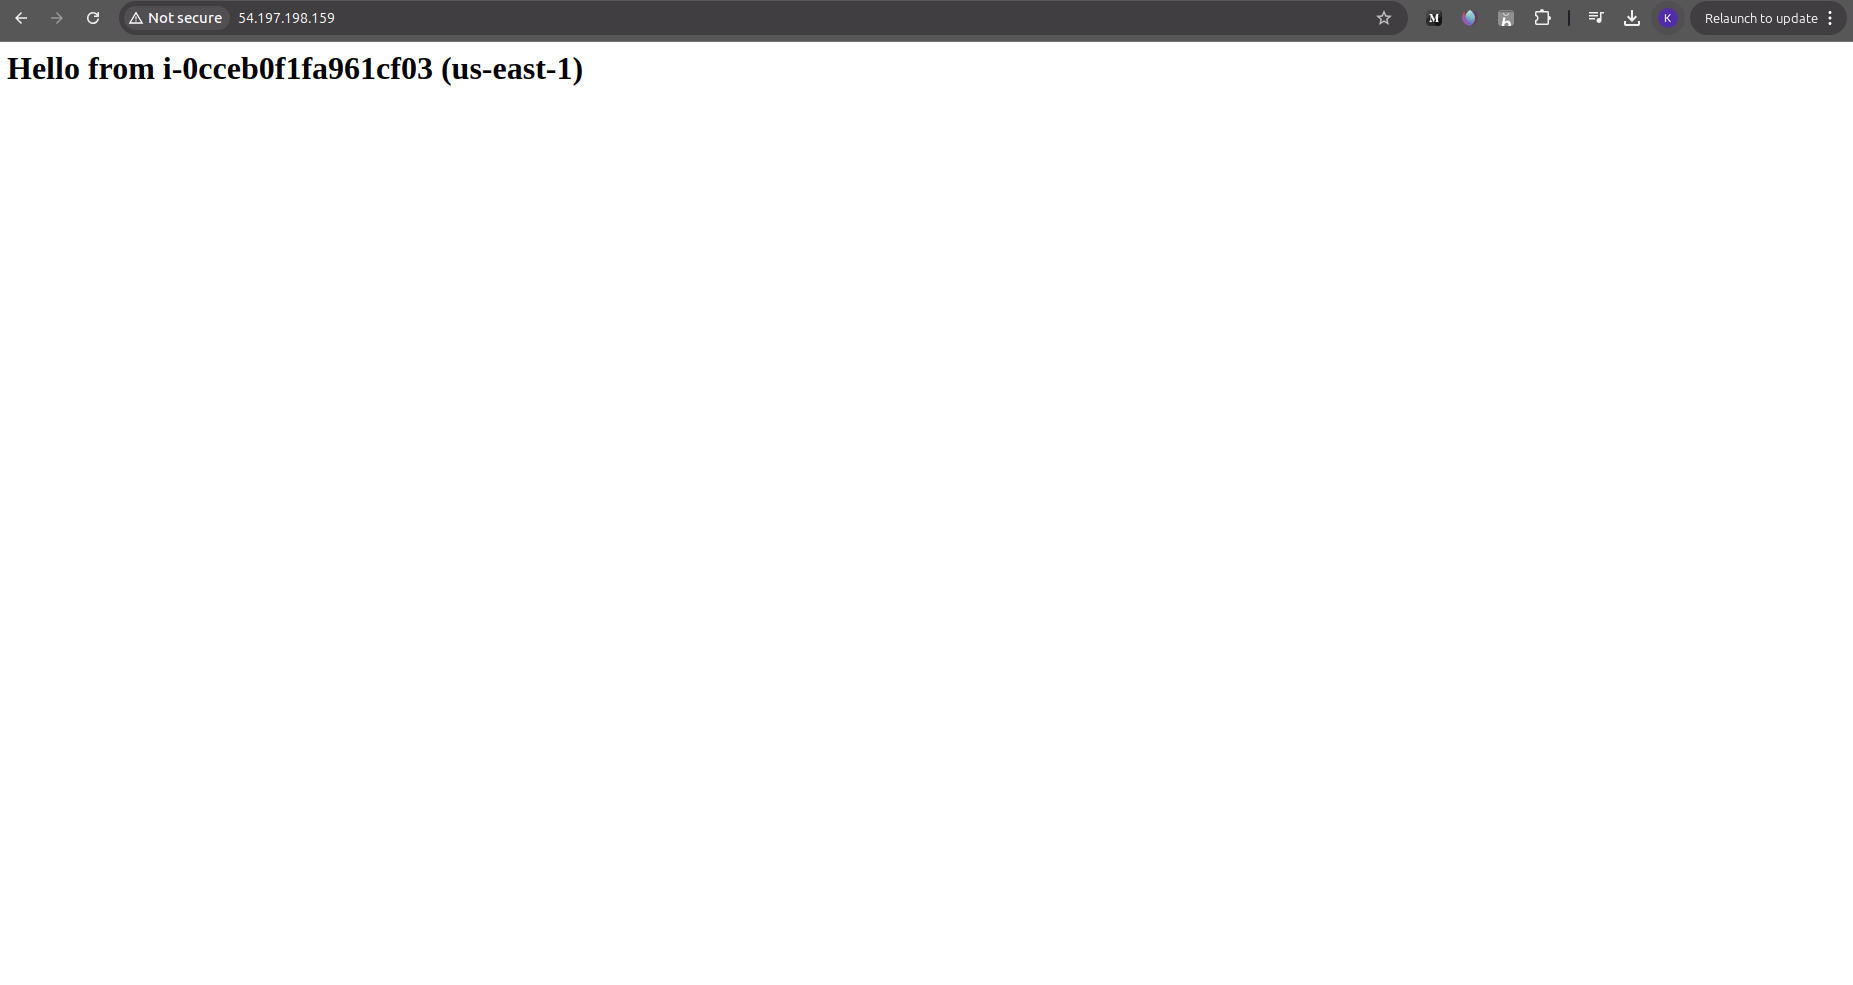 Not secure 54.197.198.159 M K Relaunch to update
Hello from i-0cceb0f1fa961cf03 (us-east-1)